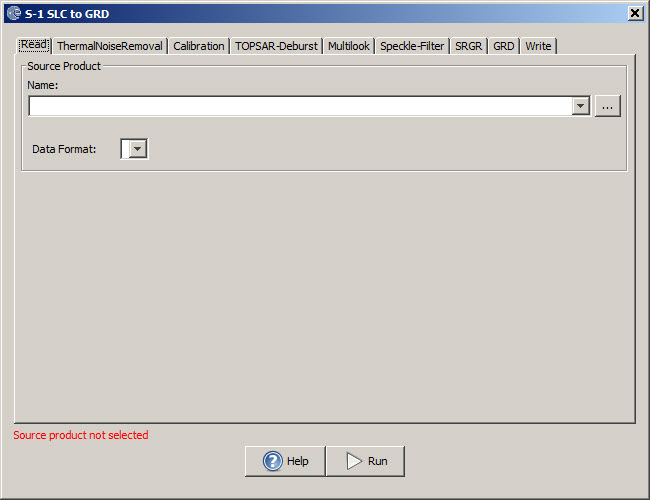 S-1 SLC to GRD
Read ThermalNoiseRemoval Calibration TOPSAR-Deburst Multilook Speckle-Filter SRGR GRD Write
Source Product
Name:
...
Data Format:
Source product not selected
Help Run